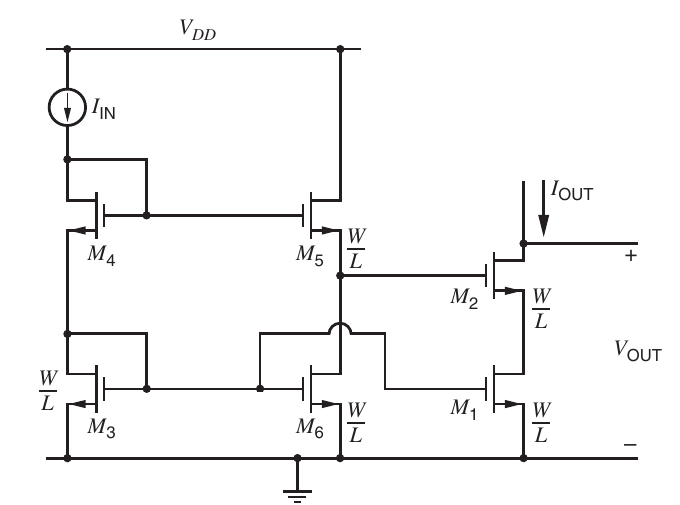 V_DD
I_IN
M_4
M_5
W/L
I_OUT
+
M_2
W/L
V_OUT
W/L
M_3
M_6
W/L
M_1
W/L
−